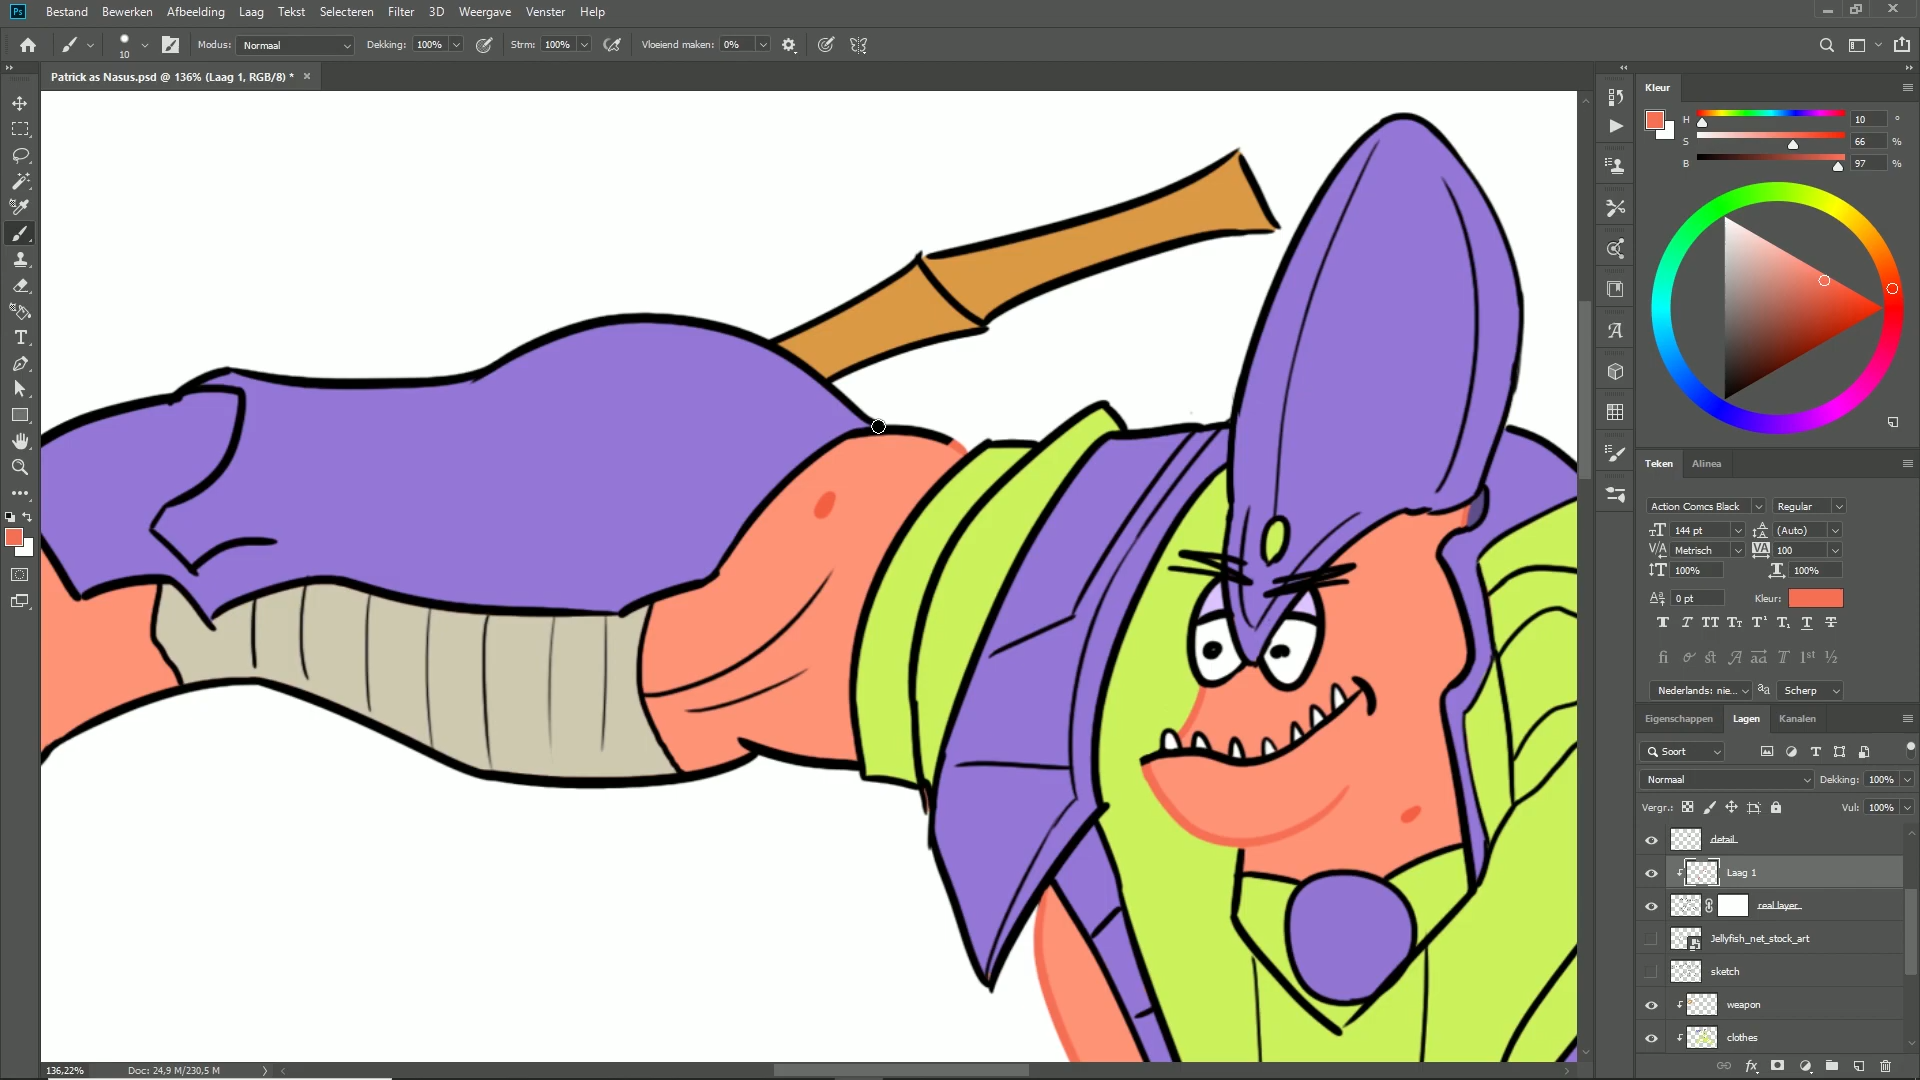 Ps Bestand Bewerken Afbeelding Laag Tekst Selecteren Filter 3D Weergave Venster Help
10 Modus: Normaal Dekking: 100% Strm: 100% Vloeiend maken: 0%
Patrick as Nasus.psd @ 136% (Laag 1, RGB/8) * ×
Kleur
H 10 °
S 66 %
B 97 %
Teken Alinea
Action Comcs Black Regular
144 pt (Auto)
Metrisch 100
100% 100%
0 pt Kleur:
Nederlands: nie... Scherp
Eigenschappen Lagen Kanalen
Soort
Normaal Dekking: 100%
Vergr.: Vul: 100%
detail
Laag 1
real layer
Jellyfish_net_stock_art
sketch
weapon
clothes
136,22% Doc: 24,9 M/230,5 M